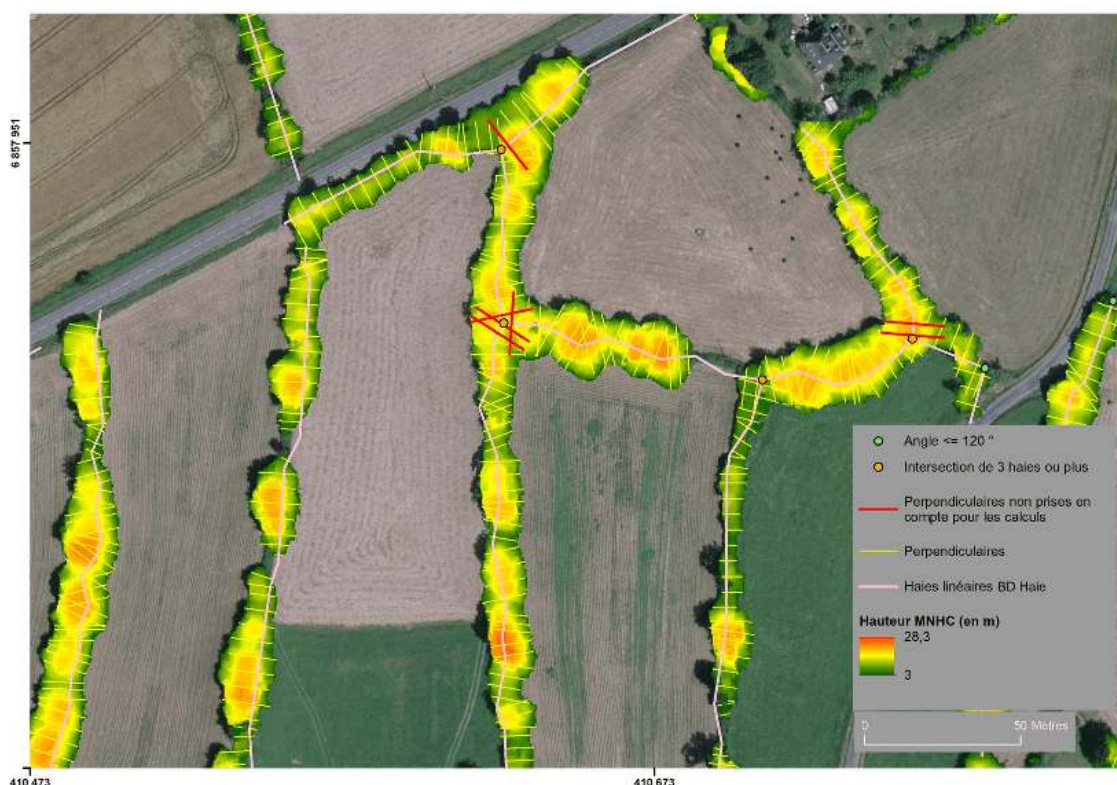 6 857 951
Angle <= 120 °
Intersection de 3 haies ou plus
Perpendiculaires non prises en
compte pour les calculs
Perpendiculaires
Haies linéaires BD Haie
Hauteur MNHC (en m)
28,3
3
0 50 Mètres
410 473 410 673